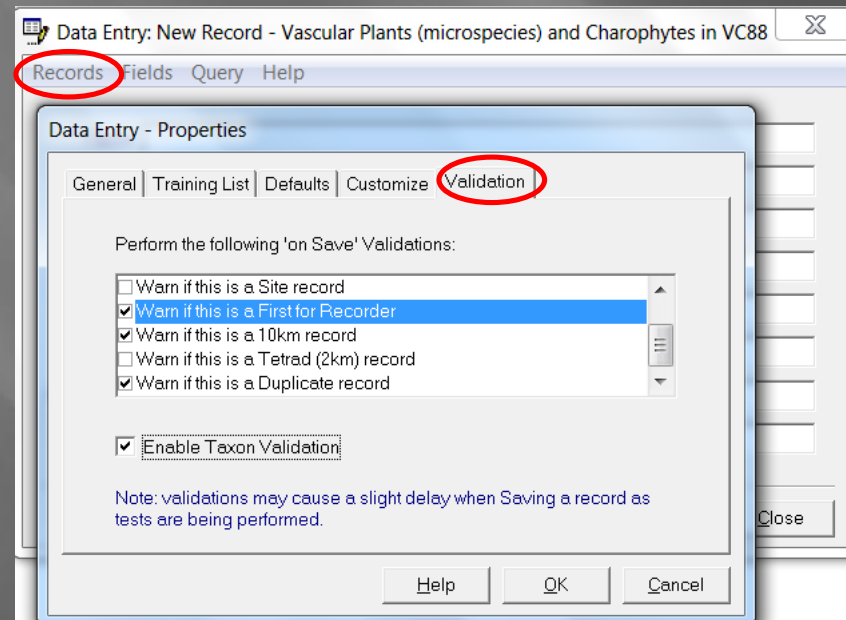 Data Entry: New Record - Vascular Plants (microspecies) and Charophytes in VC88
Records Fields Query Help
Data Entry - Properties
General Training List Defaults Customize Validation
Perform the following 'on Save' Validations:
Warn if this is a Site record
Warn if this is a First for Recorder
Warn if this is a 10km record
Warn if this is a Tetrad (2km) record
Warn if this is a Duplicate record
Enable Taxon Validation
Note: validations may cause a slight delay when Saving a record as
tests are being performed.
Close
Help OK Cancel